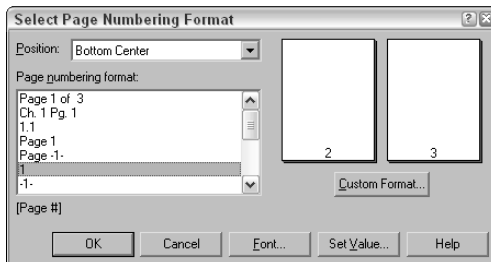 Select Page Numbering Format
Position: Bottom Center
Page numbering format:
Page 1 of 3
Ch. 1 Pg. 1
1.1
Page 1
Page -1-
1
-1-
[Page #]
2 3
Custom Format...
OK Cancel Font... Set Value... Help